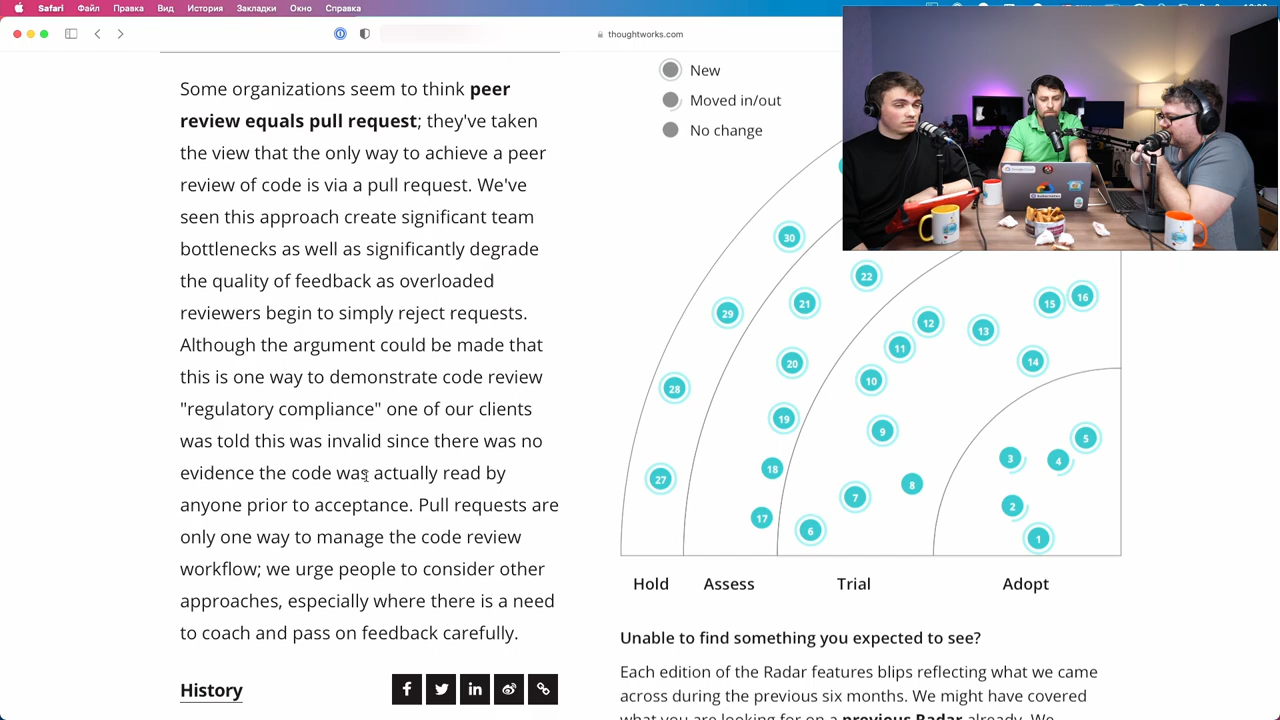 Safari Файл Правка Вид История Закладки Окно Справка
thoughtworks.com
Some organizations seem to think peer
review equals pull request; they've taken
the view that the only way to achieve a peer
review of code is via a pull request. We've
seen this approach create significant team
bottlenecks as well as significantly degrade
the quality of feedback as overloaded
reviewers begin to simply reject requests.
Although the argument could be made that
this is one way to demonstrate code review
"regulatory compliance" one of our clients
was told this was invalid since there was no
evidence the code was actually read by
anyone prior to acceptance. Pull requests are
only one way to manage the code review
workflow; we urge people to consider other
approaches, especially where there is a need
to coach and pass on feedback carefully.
History
New
Moved in/out
No change
30
22
29
21
15
16
12
13
11
14
20
10
28
19
9
5
3
4
18
27
8
7
2
17
6
1
Hold Assess Trial Adopt
Unable to find something you expected to see?
Each edition of the Radar features blips reflecting what we came
across during the previous six months. We might have covered
what you are looking for on a previous Radar already. We